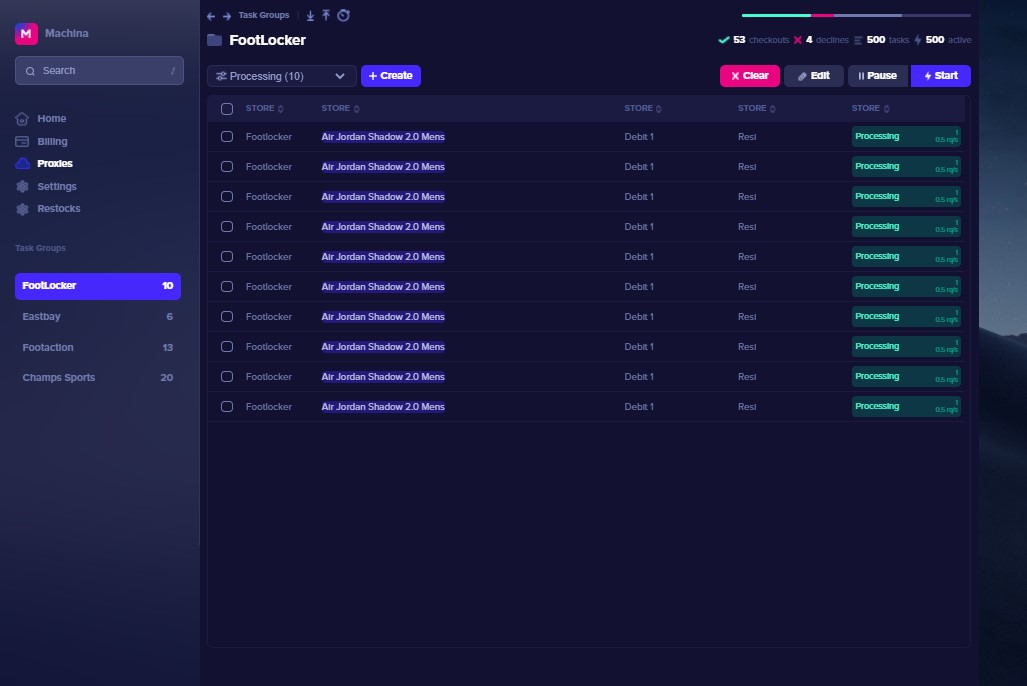 M Machina
Search /
Home
Billing
Proxies
Settings
Restocks
Task Groups
FootLocker 10
Eastbay 6
Footaction 13
Champs Sports 20
Task Groups
FootLocker
53 checkouts 4 declines 500 tasks 500 active
Processing (10) + Create Clear Edit Pause Start
STORE STORE STORE STORE STORE
Footlocker Air Jordan Shadow 2.0 Mens Debit 1 Resi Processing 1
0.5 rq/s
Footlocker Air Jordan Shadow 2.0 Mens Debit 1 Resi Processing 1
0.5 rq/s
Footlocker Air Jordan Shadow 2.0 Mens Debit 1 Resi Processing 1
0.5 rq/s
Footlocker Air Jordan Shadow 2.0 Mens Debit 1 Resi Processing 1
0.5 rq/s
Footlocker Air Jordan Shadow 2.0 Mens Debit 1 Resi Processing 1
0.5 rq/s
Footlocker Air Jordan Shadow 2.0 Mens Debit 1 Resi Processing 1
0.5 rq/s
Footlocker Air Jordan Shadow 2.0 Mens Debit 1 Resi Processing 1
0.5 rq/s
Footlocker Air Jordan Shadow 2.0 Mens Debit 1 Resi Processing 1
0.5 rq/s
Footlocker Air Jordan Shadow 2.0 Mens Debit 1 Resi Processing 1
0.5 rq/s
Footlocker Air Jordan Shadow 2.0 Mens Debit 1 Resi Processing 1
0.5 rq/s